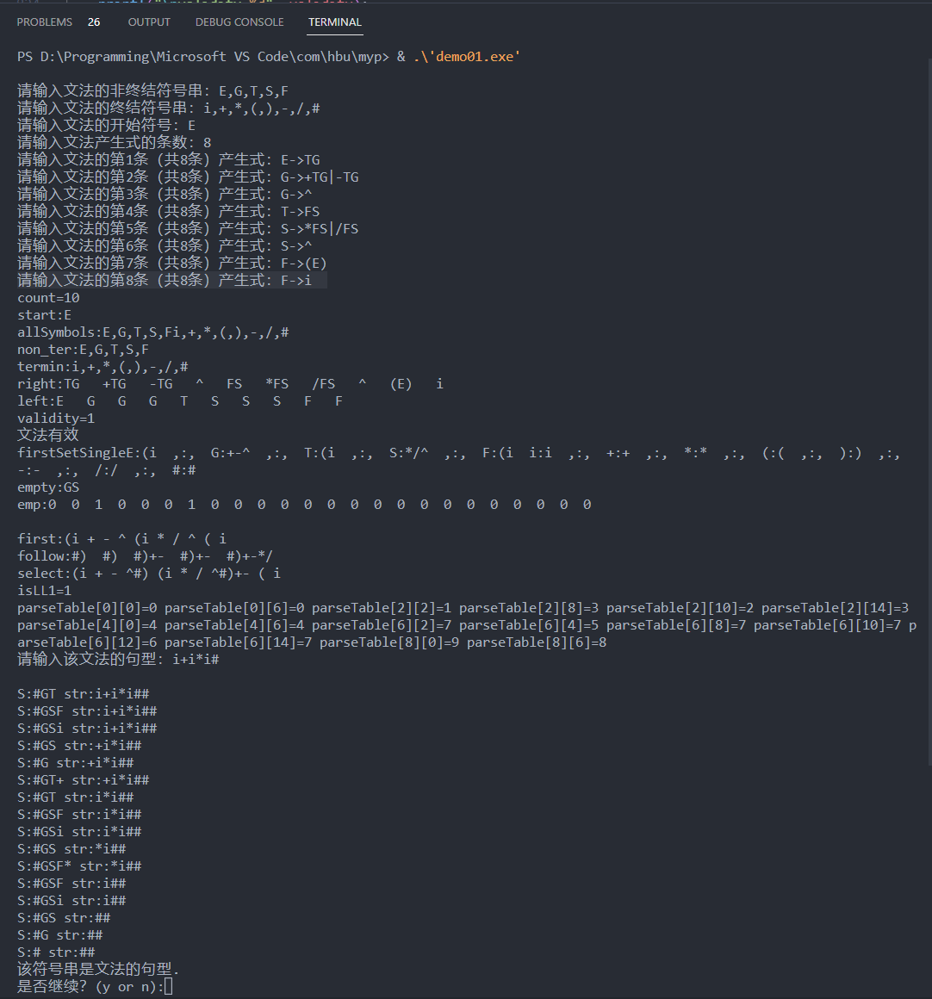 PROBLEMS 26 OUTPUT DEBUG CONSOLE TERMINAL
PS D:\Programming\Microsoft VS Code\com\hbu\myp> & .\'demo01.exe'
请输入文法的非终结符号串: E,G,T,S,F
请输入文法的终结符号串: i,+,*,(,),-,/,#
请输入文法的开始符号: E
请输入文法产生式的条数: 8
请输入文法的第1条 (共8条) 产生式: E->TG
请输入文法的第2条 (共8条) 产生式: G->+TG|-TG
请输入文法的第3条 (共8条) 产生式: G->^
请输入文法的第4条 (共8条) 产生式: T->FS
请输入文法的第5条 (共8条) 产生式: S->*FS|/FS
请输入文法的第6条 (共8条) 产生式: S->^
请输入文法的第7条 (共8条) 产生式: F->(E)
请输入文法的第8条 (共8条) 产生式: F->i
count=10
start:E
allSymbols:E,G,T,S,Fi,+,*,(,),-,/,#
non_ter:E,G,T,S,F
termin:i,+,*,(,),-,/,#
right:TG   +TG   -TG   ^   FS   *FS   /FS   ^   (E)   i
left:E   G   G   G   T   S   S   S   F   F
validity=1
文法有效
firstSetSingleE:(i  ,:,  G:+-^  ,:,  T:(i  ,:,  S:*/^  ,:,  F:(i  i:i  ,:,  +:+  ,:,  *:*  ,:,  (:(  ,:,  ):)  ,:,
-:-  ,:,  /:/  ,:,  #:#
empty:GS
emp:0  0  1  0  0  0  1  0  0  0  0  0  0  0  0  0  0  0  0  0  0  0  0  0
first:(i + - ^ (i * / ^ ( i
follow:#)  #)  #)+-  #)+-  #)+-*/
select:(i + - ^#) (i * / ^#)+- ( i
isLL1=1
parseTable[0][0]=0 parseTable[0][6]=0 parseTable[2][2]=1 parseTable[2][8]=3 parseTable[2][10]=2 parseTable[2][14]=3
parseTable[4][0]=4 parseTable[4][6]=4 parseTable[6][2]=7 parseTable[6][4]=5 parseTable[6][8]=7 parseTable[6][10]=7 p
arseTable[6][12]=6 parseTable[6][14]=7 parseTable[8][0]=9 parseTable[8][6]=8
请输入该文法的句型: i+i*i#
S:#GT str:i+i*i##
S:#GSF str:i+i*i##
S:#GSi str:i+i*i##
S:#GS str:+i*i##
S:#G str:+i*i##
S:#GT+ str:+i*i##
S:#GT str:i*i##
S:#GSF str:i*i##
S:#GSi str:i*i##
S:#GS str:*i##
S:#GSF* str:*i##
S:#GSF str:i##
S:#GSi str:i##
S:#GS str:##
S:#G str:##
S:# str:##
该符号串是文法的句型.
是否继续? (y or n):